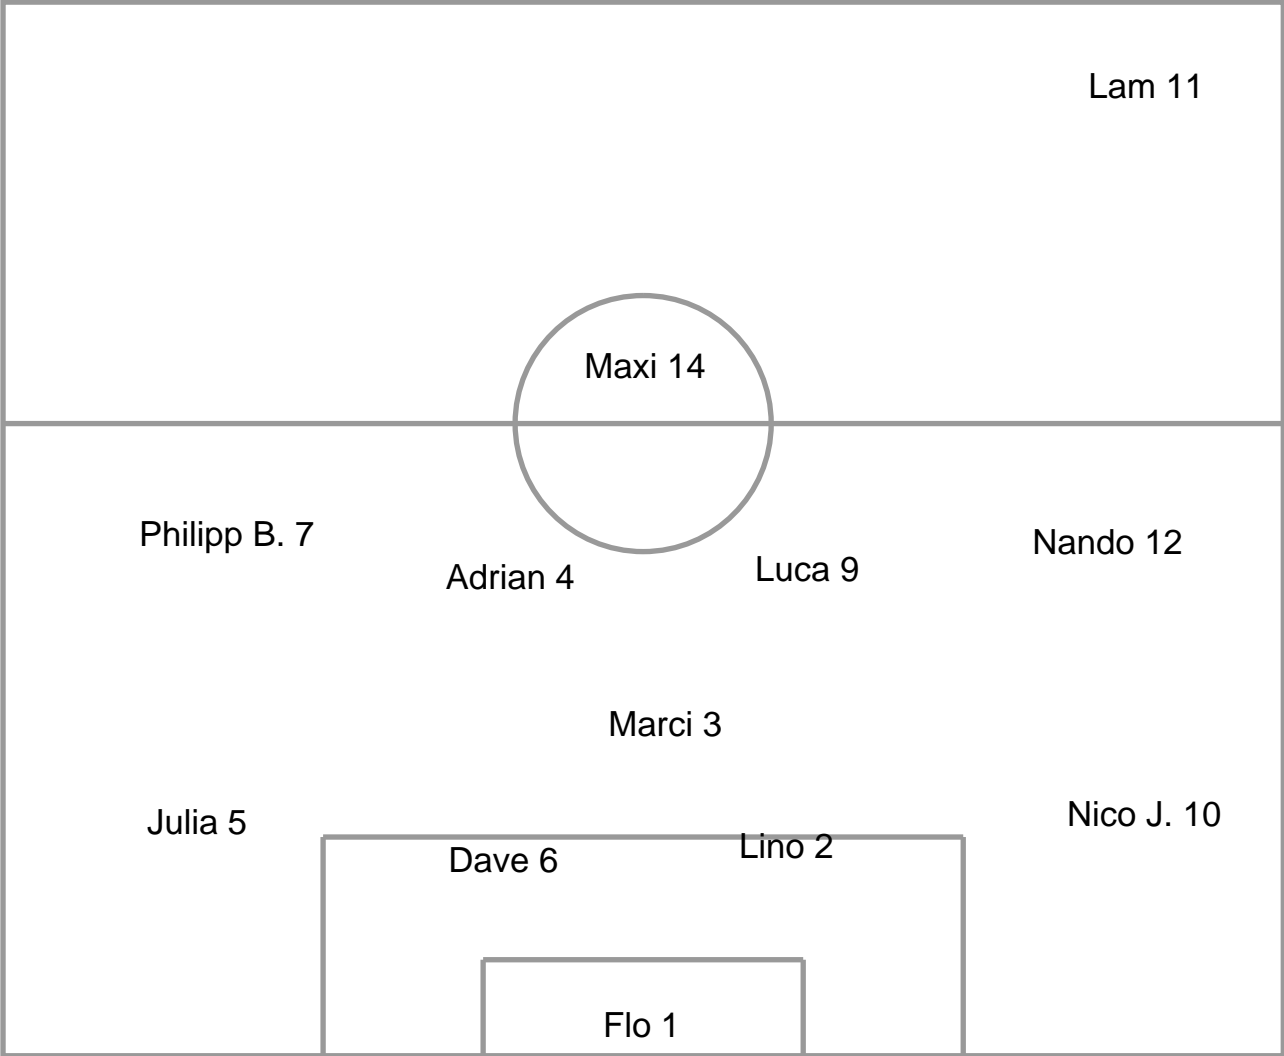 Lam 11
Maxi 14
Philipp B. 7
Adrian 4
Luca 9
Nando 12
Marci 3
Julia 5
Dave 6
Lino 2
Nico J. 10
Flo 1